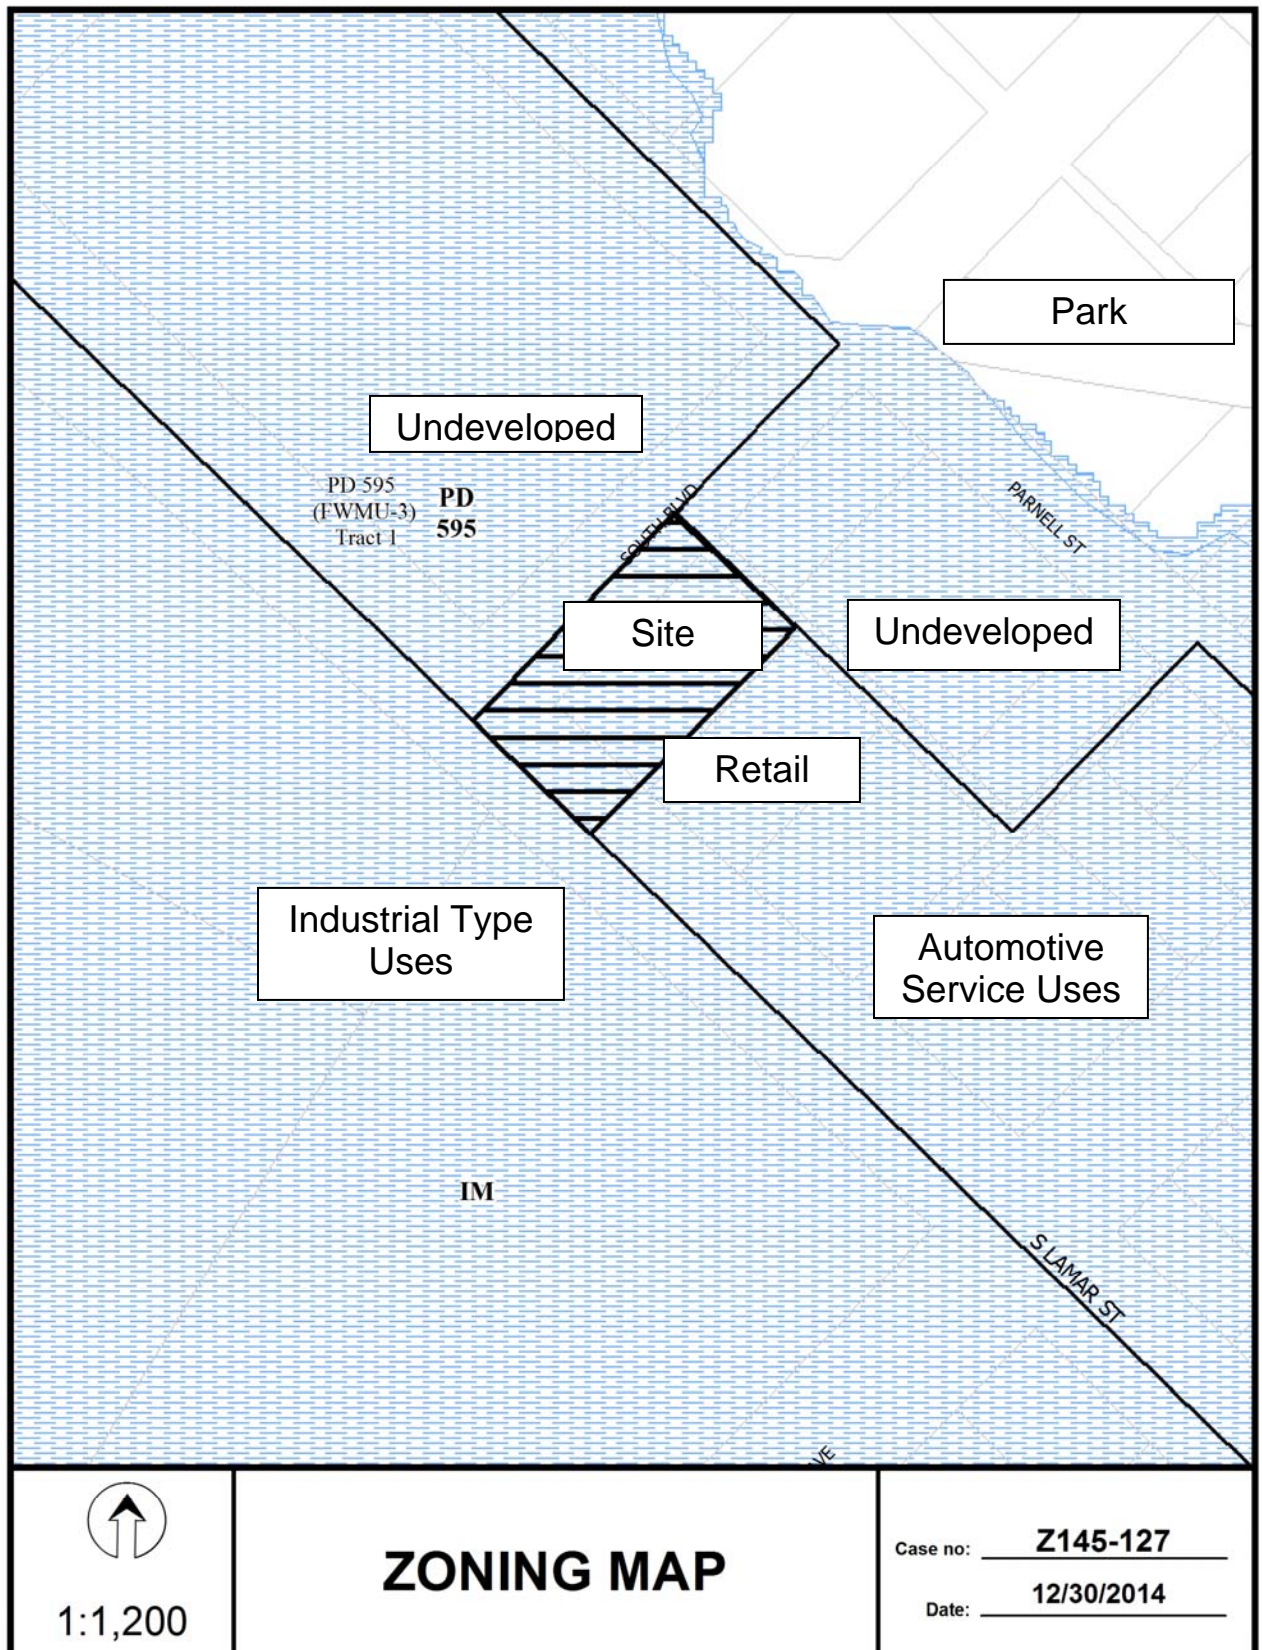 Park
Undeveloped
PD 595
(FWMU-3)
Tract 1
PD
595
SOUTH BLVD
PARNELL ST
Site
Undeveloped
Retail
Industrial Type
Uses
Automotive
Service Uses
IM
S LAMAR ST
VE
1:1,200
ZONING MAP
Case no: Z145-127
Date: 12/30/2014